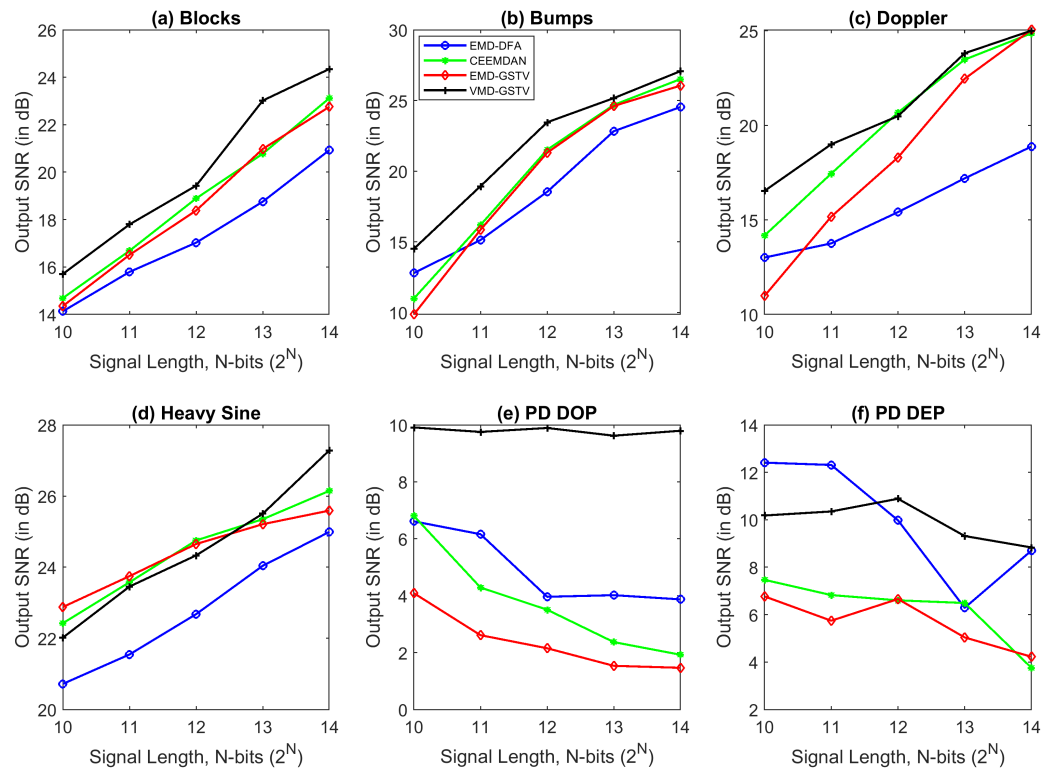 (a) Blocks
Output SNR (in dB)
26
24
22
20
18
16
14
10 11 12 13 14
Signal Length, N-bits (2^N)
(b) Bumps
Output SNR (in dB)
30
25
20
15
10
10 11 12 13 14
Signal Length, N-bits (2^N)
EMD-DFA
CEEMDAN
EMD-GSTV
VMD-GSTV
(c) Doppler
Output SNR (in dB)
25
20
15
10
10 11 12 13 14
Signal Length, N-bits (2^N)
(d) Heavy Sine
Output SNR (in dB)
28
26
24
22
20
10 11 12 13 14
Signal Length, N-bits (2^N)
(e) PD DOP
Output SNR (in dB)
10
8
6
4
2
0
10 11 12 13 14
Signal Length, N-bits (2^N)
(f) PD DEP
Output SNR (in dB)
14
12
10
8
6
4
2
10 11 12 13 14
Signal Length, N-bits (2^N)